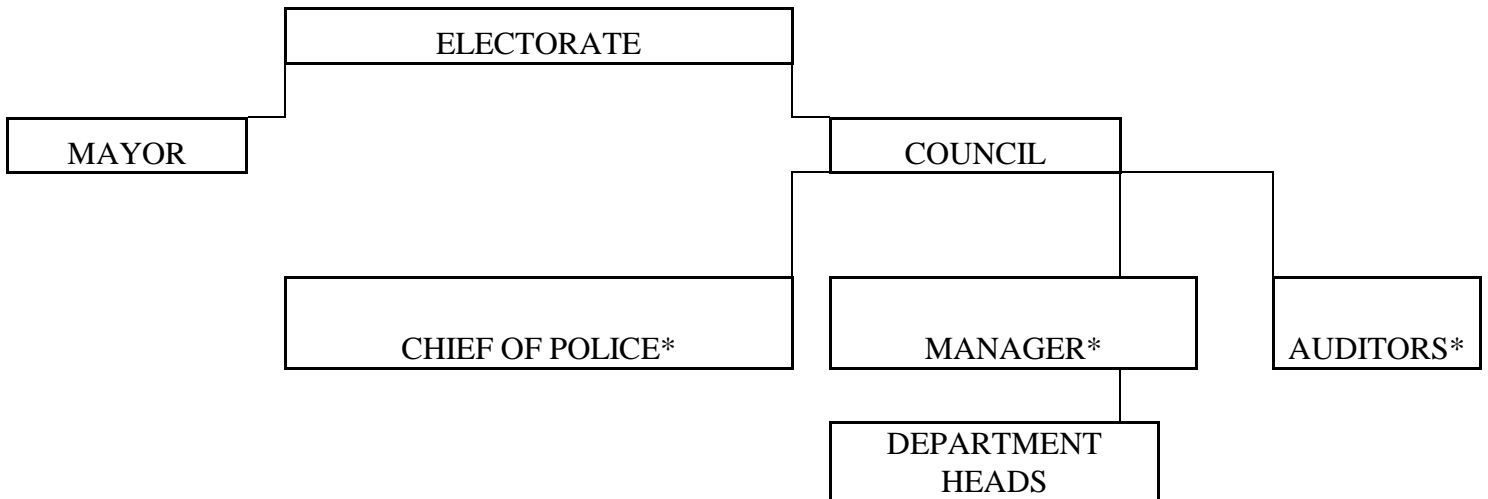 ELECTORATE
MAYOR
COUNCIL
CHIEF OF POLICE*
MANAGER*
AUDITORS*
DEPARTMENT
HEADS